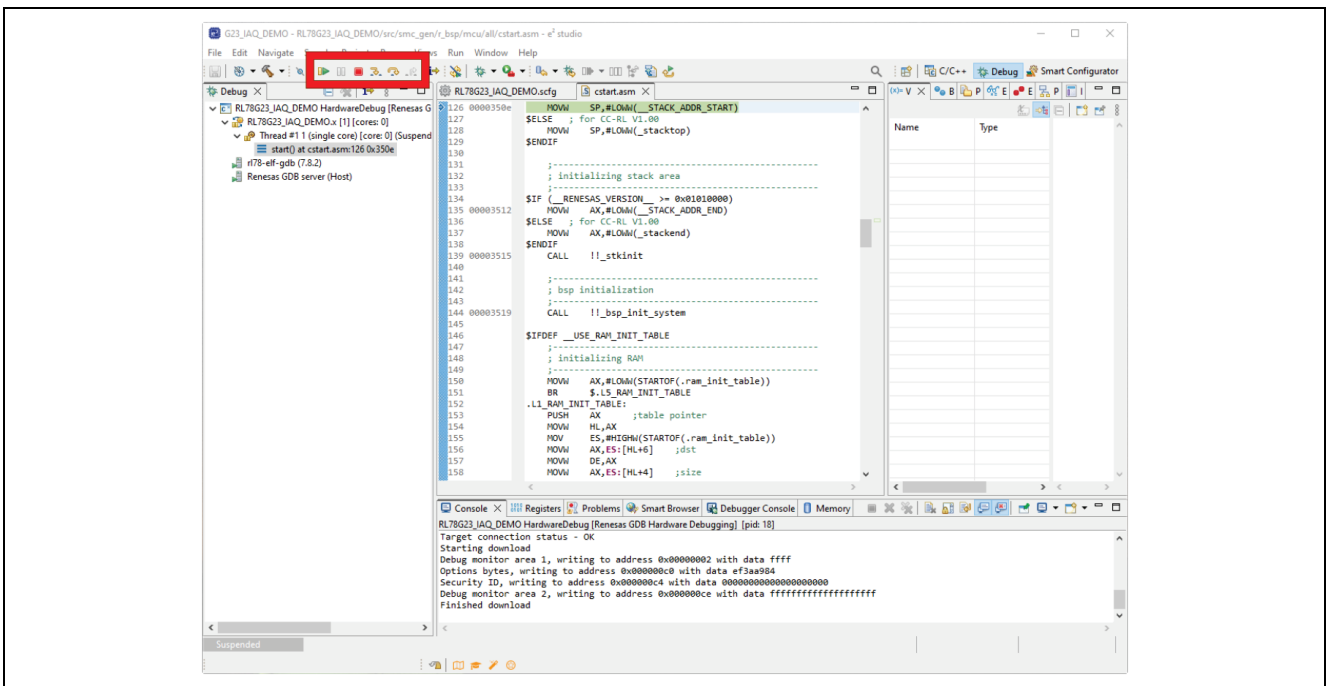 G23_IAQ_DEMO - RL78G23_IAQ_DEMO/src/smc_gen/r_bsp/mcu/all/cstart.asm - e² studio
File Edit Navigate Run Window Help
C/C++ Debug Smart Configurator
Debug
RL78G23_IAQ_DEMO HardwareDebug [Renesas G
RL78G23_IAQ_DEMO.x [1] [cores: 0]
Thread #1 1 (single core) [core: 0] (Suspend
start() at cstart.asm:126 0x350e
rl78-elf-gdb (7.8.2)
Renesas GDB server (Host)
RL78G23_IAQ_DEMO.scfg cstart.asm
126 0000350e MOVW SP,#LOWW(__STACK_ADDR_START)
127 $ELSE ; for CC-RL V1.00
128 MOVW SP,#LOWW(_stacktop)
129 $ENDIF
130
131 ;-----------------------------------------------
132 ; initializing stack area
133 ;-----------------------------------------------
134 $IF (__RENESAS_VERSION__ >= 0x01010000)
135 00003512 MOVW AX,#LOWW(__STACK_ADDR_END)
136 $ELSE ; for CC-RL V1.00
137 MOVW AX,#LOWW(_stackend)
138 $ENDIF
139 00003515 CALL !!_stkinit
140
141 ;-----------------------------------------------
142 ; bsp initialization
143 ;-----------------------------------------------
144 00003519 CALL !!_bsp_init_system
145
146 $IFDEF __USE_RAM_INIT_TABLE
147 ;-----------------------------------------------
148 ; initializing RAM
149 ;-----------------------------------------------
150 MOVW AX,#LOWW(STARTOF(.ram_init_table))
151 BR $.L5_RAM_INIT_TABLE
152 .L1_RAM_INIT_TABLE:
153 PUSH AX ;table pointer
154 MOVW HL,AX
155 MOV ES,#HIGHW(STARTOF(.ram_init_table))
156 MOVW AX,ES:[HL+6] ;dst
157 MOVW DE,AX
158 MOVW AX,ES:[HL+4] ;size
(x)= V B P E E P I
Name Type
Console Registers Problems Smart Browser Debugger Console Memory
RL78G23_IAQ_DEMO HardwareDebug [Renesas GDB Hardware Debugging] [pid: 18]
Target connection status - OK
Starting download
Debug monitor area 1, writing to address 0x00000002 with data ffff
Options bytes, writing to address 0x000000c0 with data ef3aa984
Security ID, writing to address 0x000000c4 with data 00000000000000000000
Debug monitor area 2, writing to address 0x000000ce with data ffffffffffffffffffff
Finished download
Suspended